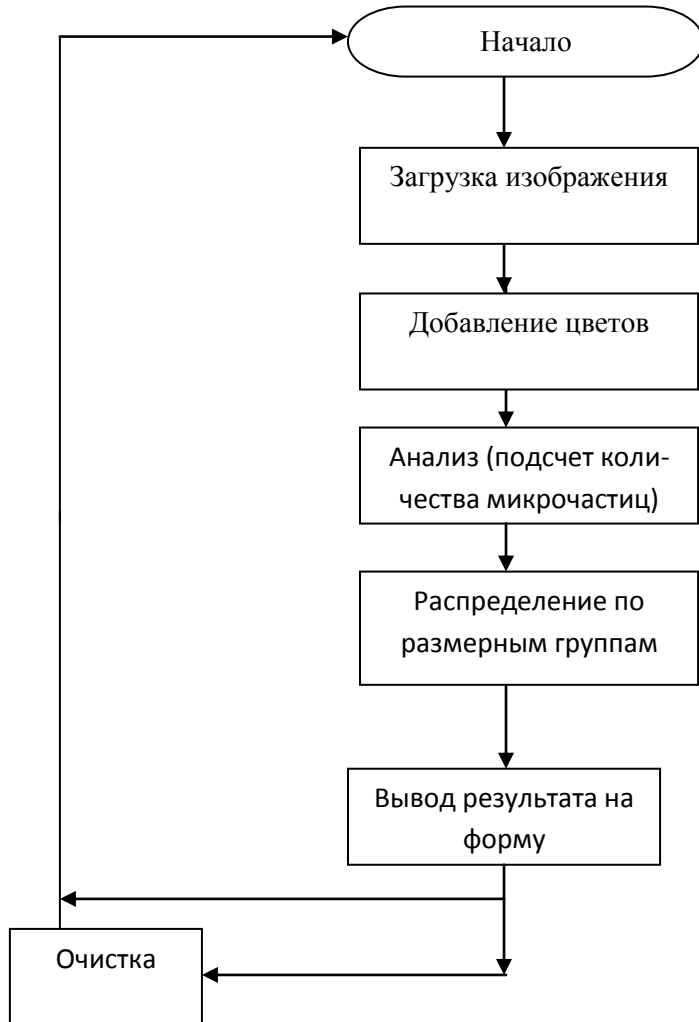 Начало
Загрузка изображения
Добавление цветов
Анализ (подсчет коли-
чества микрочастиц)
Распределение по
размерным группам
Вывод результата на
форму
Очистка